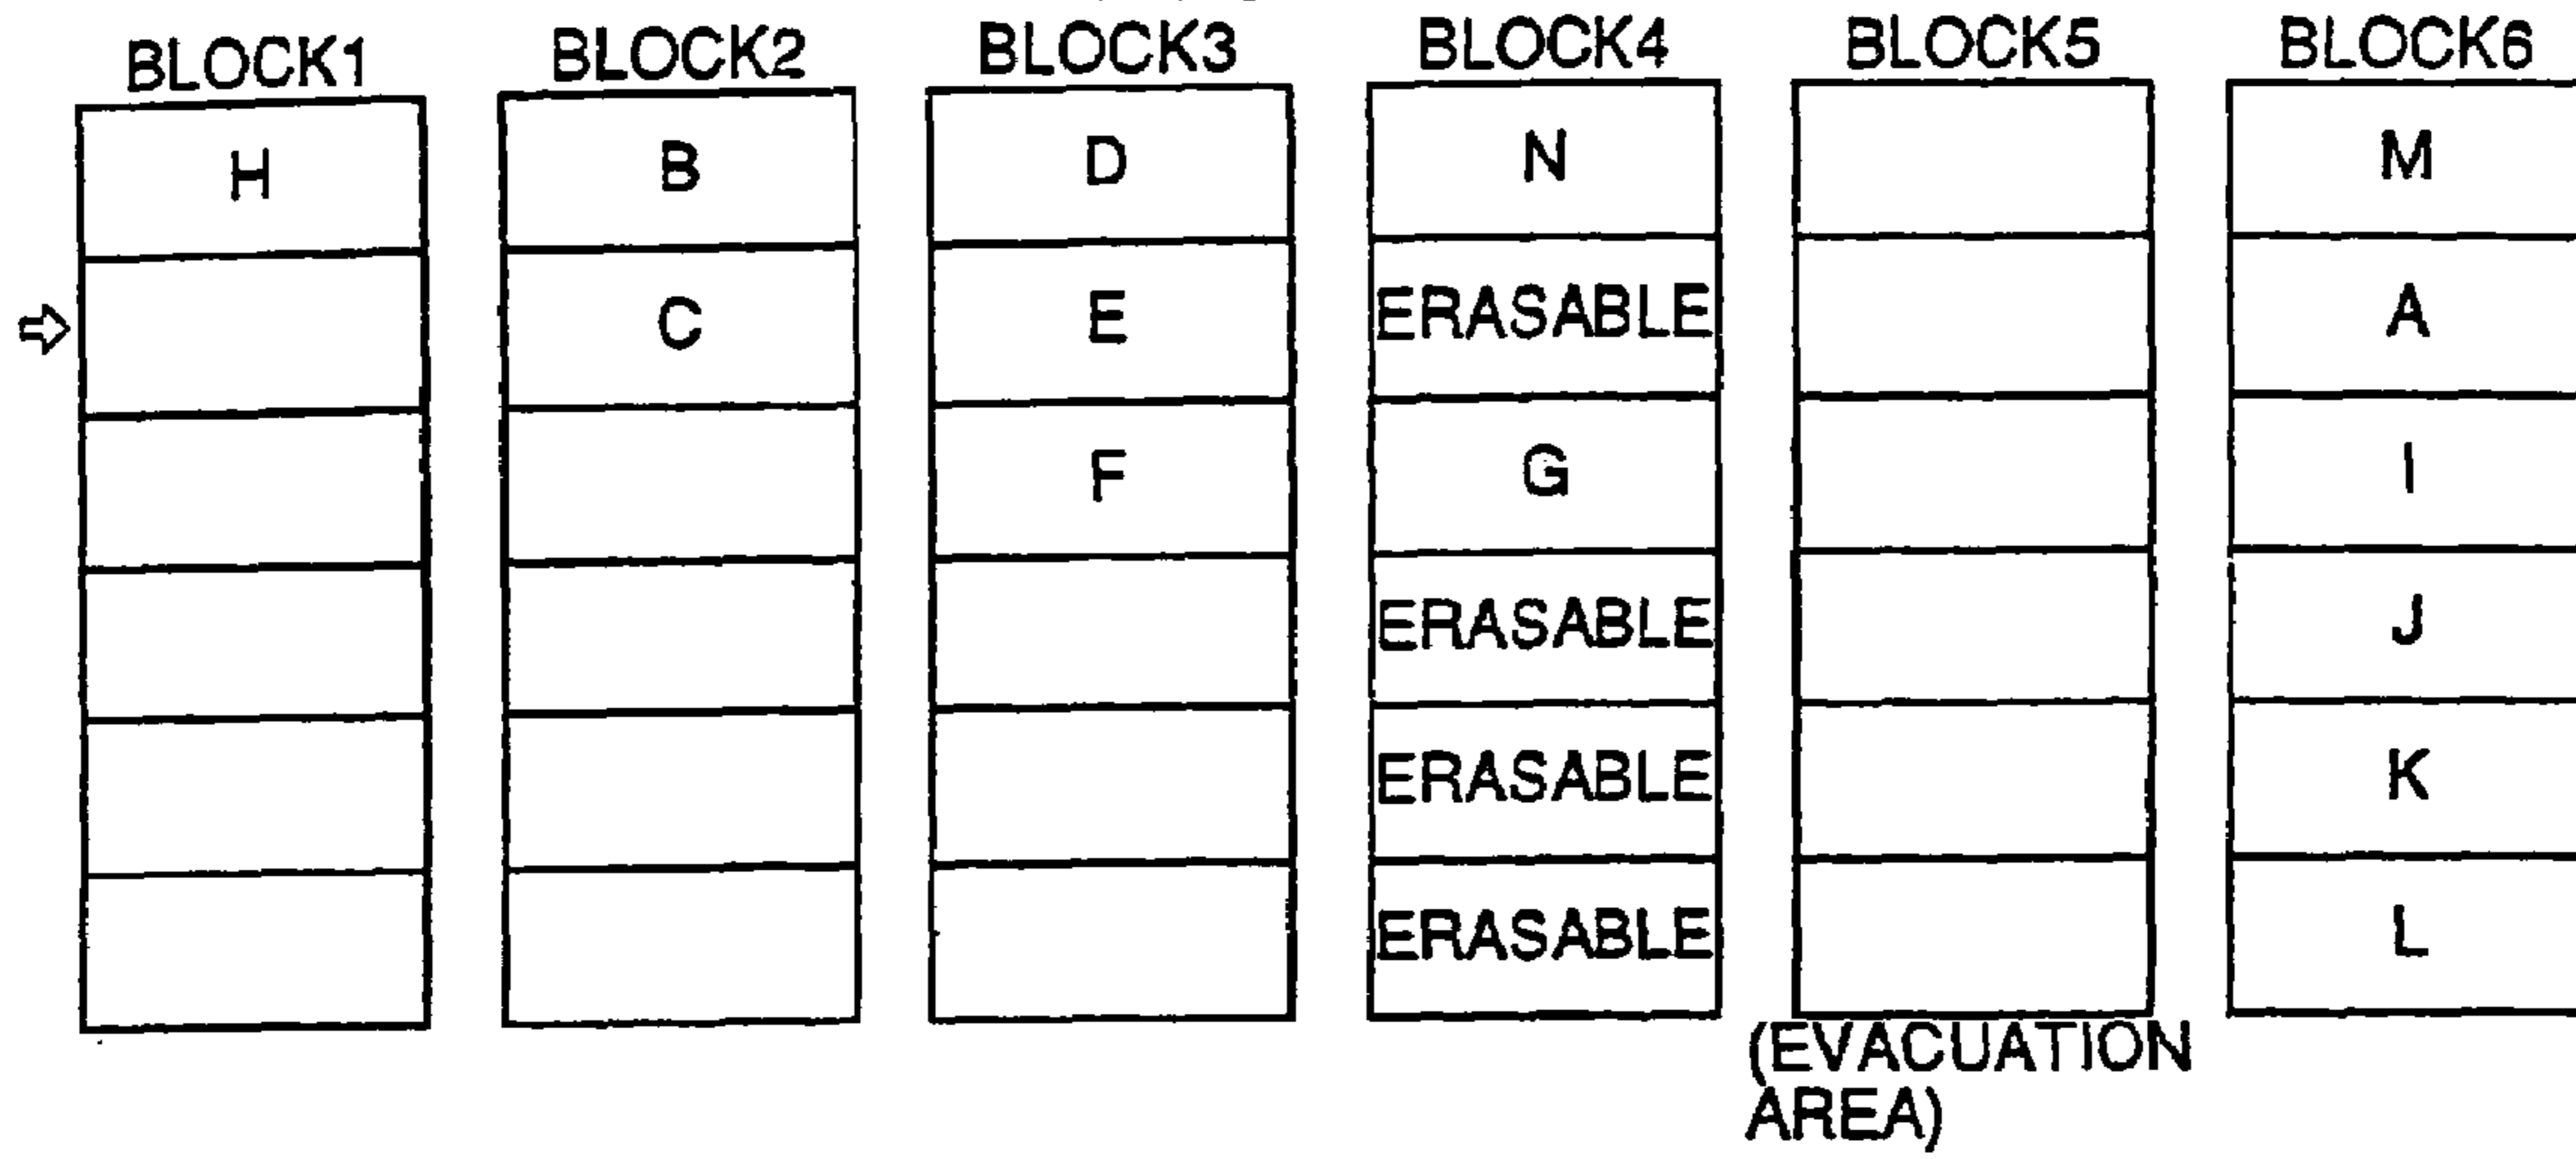 BLOCK1 BLOCK2 BLOCK3 BLOCK4 BLOCK5 BLOCK6
H B D N M
C E ERASABLE A
F G I
ERASABLE J
ERASABLE K
ERASABLE L
(EVACUATION
AREA)